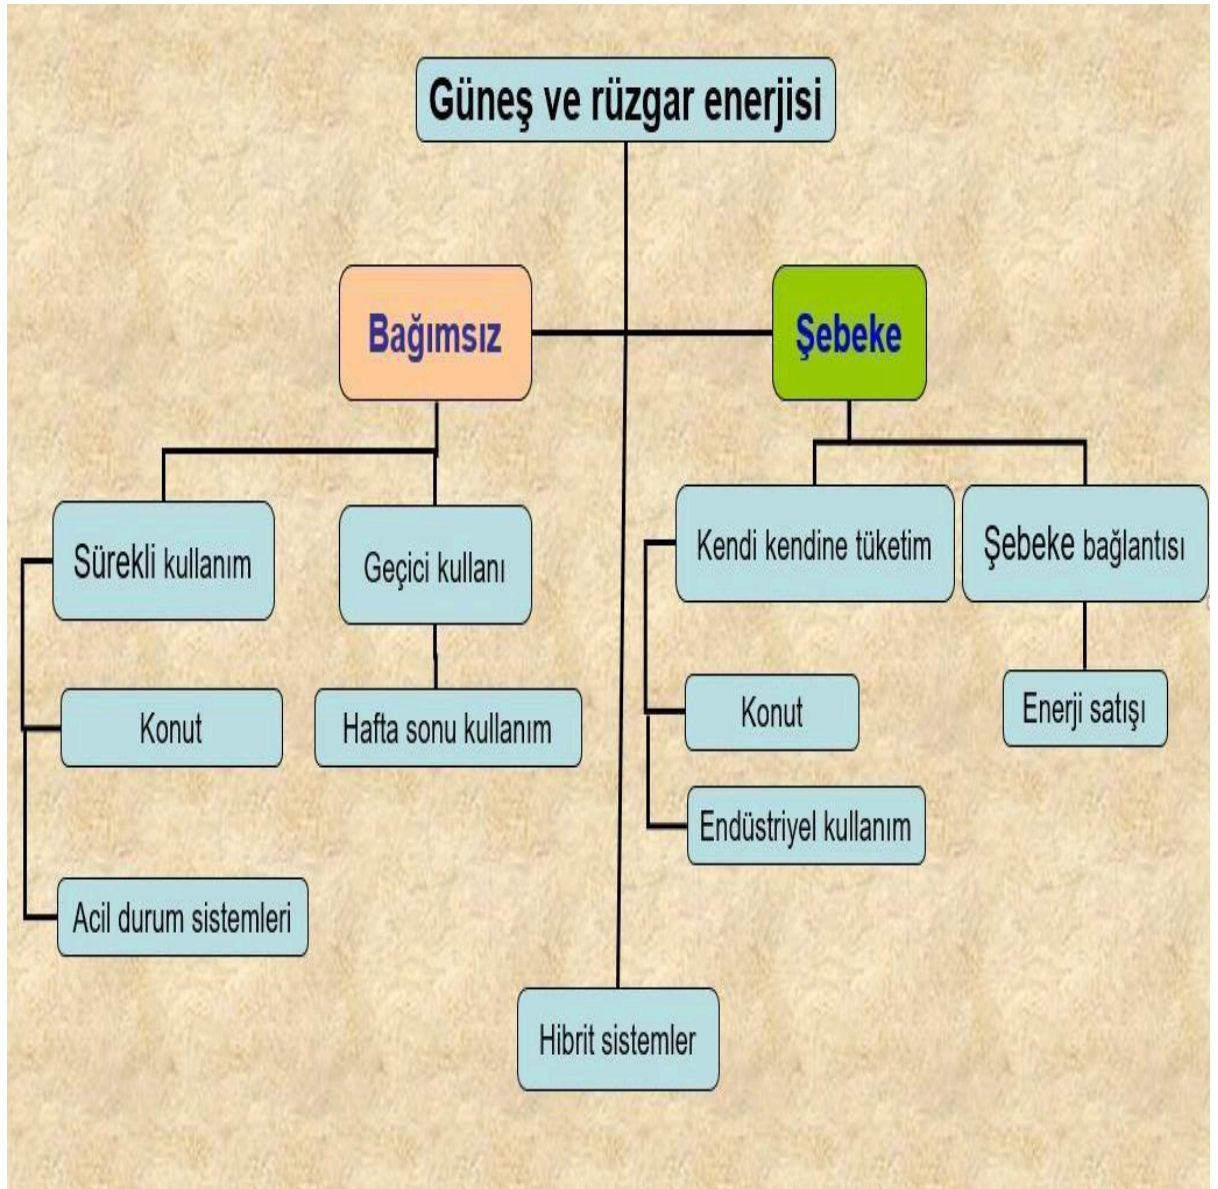 Güneş ve rüzgar enerjisi
Bağımsız
Şebeke
Sürekli kullanım
Geçici kullanı
Kendi kendine tüketim
Şebeke bağlantısı
Konut
Hafta sonu kullanım
Konut
Enerji satışı
Endüstriyel kullanım
Acil durum sistemleri
Hibrit sistemler